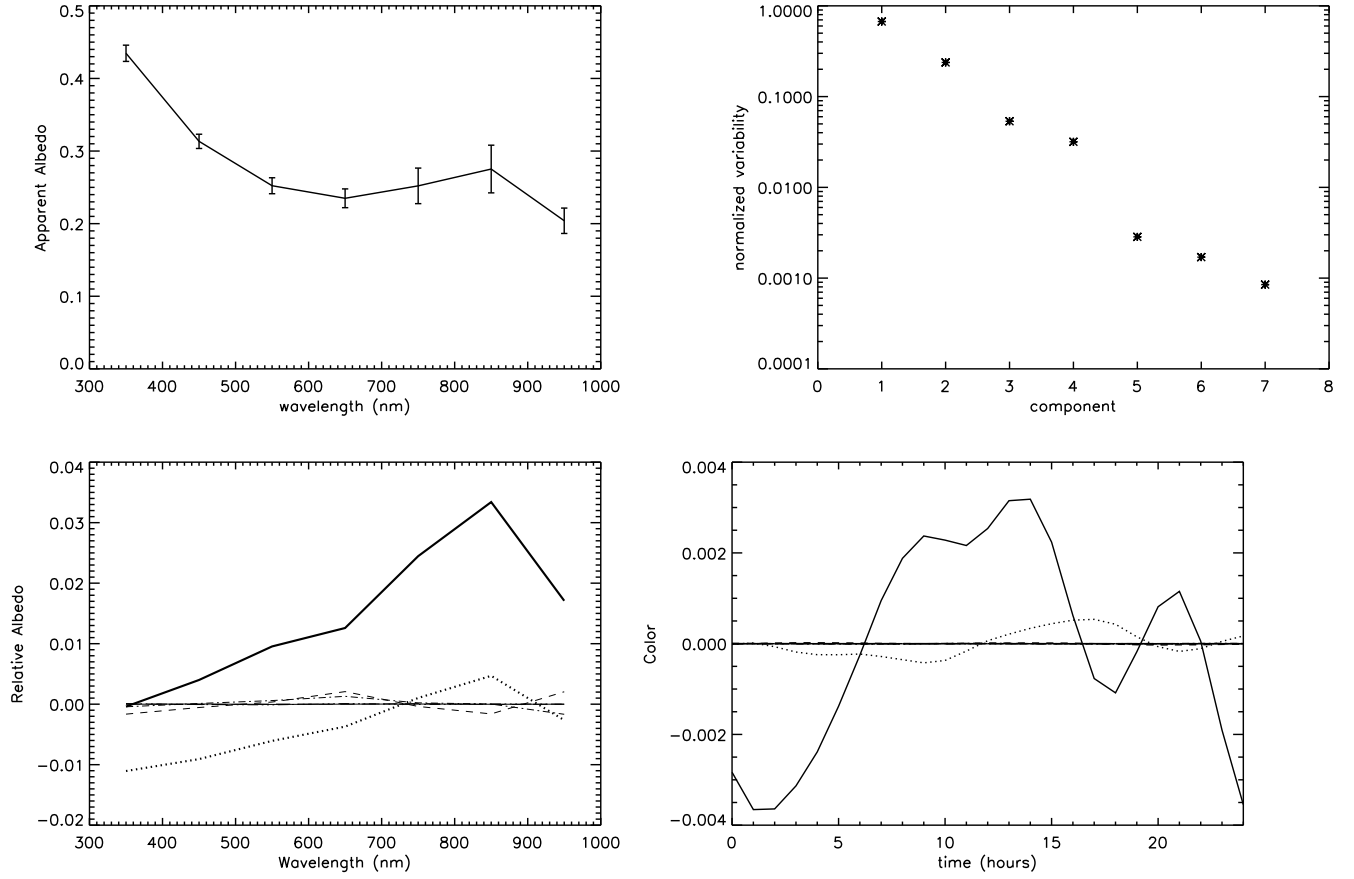 0.5
0.4
0.3
0.2
0.1
0.0
Apparent Albedo
300 400 500 600 700 800 900 1000
wavelength (nm)
1.0000
0.1000
0.0100
0.0010
0.0001
normalized variability
0 1 2 3 4 5 6 7 8
component
0.04
0.03
0.02
0.01
0.00
−0.01
−0.02
Relative Albedo
300 400 500 600 700 800 900 1000
Wavelength (nm)
0.004
0.002
0.000
−0.002
−0.004
Color
0 5 10 15 20
time (hours)